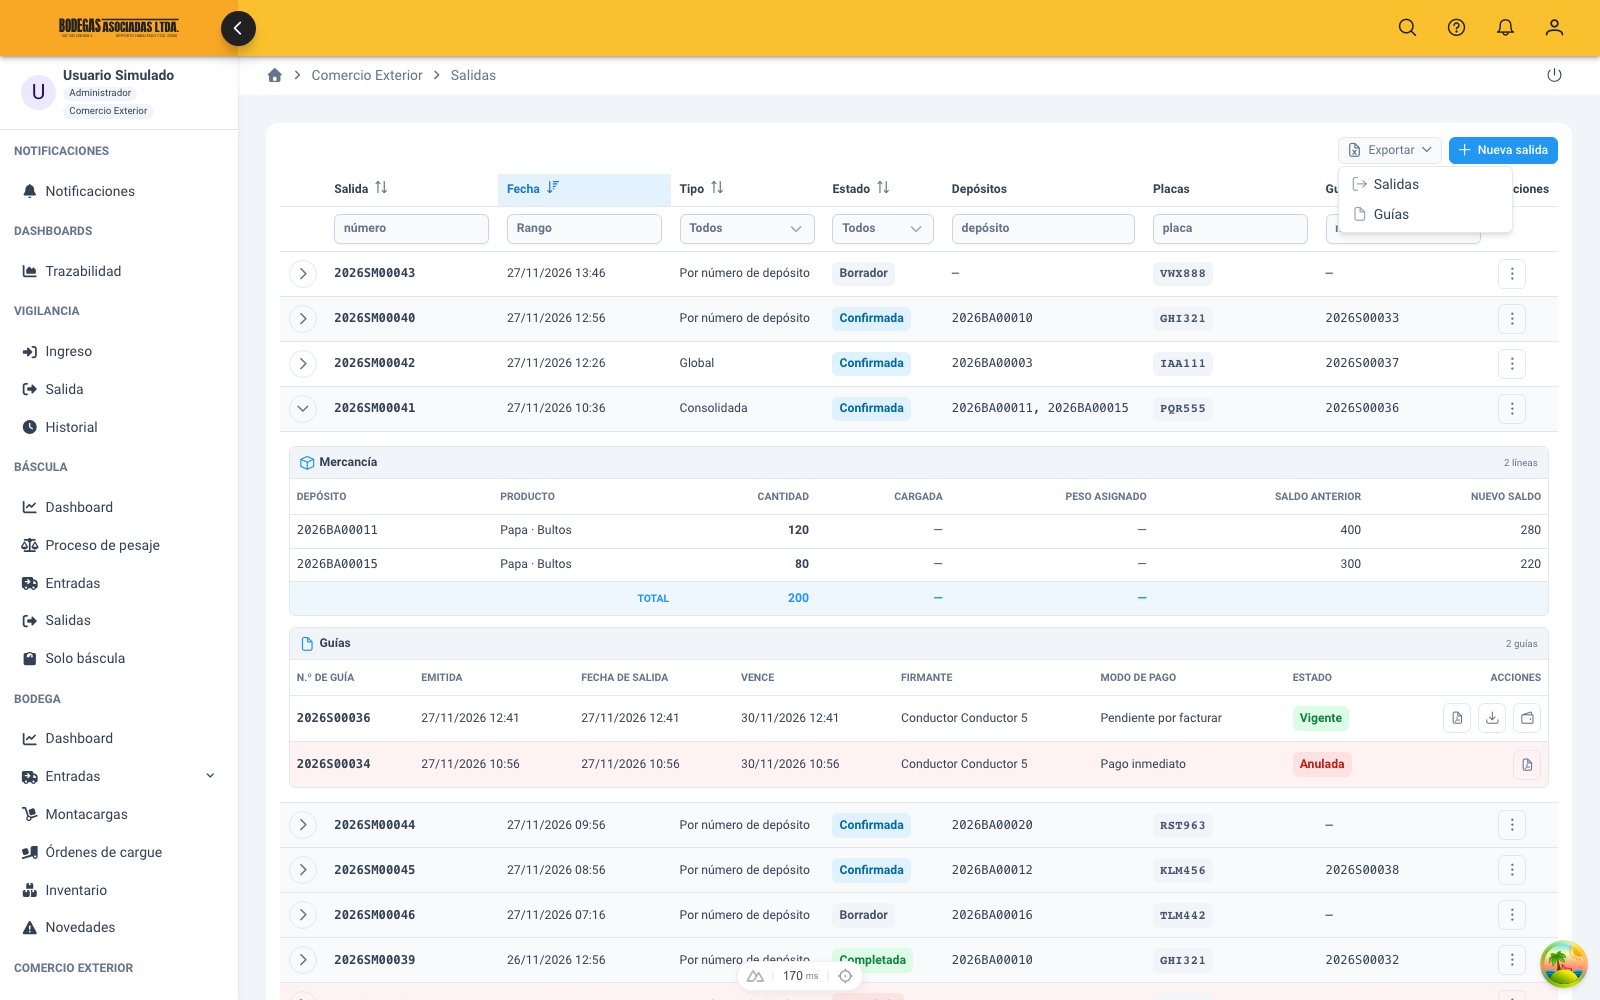 BODEGAS ASOCIADAS LTDA.
Usuario Simulado
U
Administrador
Comercio Exterior
Comercio Exterior
Salidas
NOTIFICACIONES
Notificaciones
DASHBOARDS
Trazabilidad
VIGILANCIA
Ingreso
Salida
Historial
BÁSCULA
Dashboard
Proceso de pesaje
Entradas
Salidas
Solo báscula
BODEGA
Dashboard
Entradas
Montacargas
Órdenes de cargue
Inventario
Novedades
COMERCIO EXTERIOR
Exportar
+ Nueva salida
Salidas
Guías
Salida Fecha Tipo Estado Depósitos Placas Gu ciones
número Rango Todos Todos depósito placa
2026SM00043 27/11/2026 13:46 Por número de depósito Borrador — VWX888 —
2026SM00040 27/11/2026 12:56 Por número de depósito Confirmada 2026BA00010 GHI321 2026S00033
2026SM00042 27/11/2026 12:26 Global Confirmada 2026BA00003 IAA111 2026S00037
2026SM00041 27/11/2026 10:36 Consolidada Confirmada 2026BA00011, 2026BA00015 PQR555 2026S00036
Mercancía 2 líneas
DEPÓSITO PRODUCTO CANTIDAD CARGADA PESO ASIGNADO SALDO ANTERIOR NUEVO SALDO
2026BA00011 Papa · Bultos 120 — — 400 280
2026BA00015 Papa · Bultos 80 — — 300 220
TOTAL 200 — —
Guías 2 guías
N.º DE GUÍA EMITIDA FECHA DE SALIDA VENCE FIRMANTE MODO DE PAGO ESTADO ACCIONES
2026S00036 27/11/2026 12:41 27/11/2026 12:41 30/11/2026 12:41 Conductor Conductor 5 Pendiente por facturar Vigente
2026S00034 27/11/2026 10:56 27/11/2026 10:56 30/11/2026 10:56 Conductor Conductor 5 Pago inmediato Anulada
2026SM00044 27/11/2026 09:56 Por número de depósito Confirmada 2026BA00020 RST963 —
2026SM00045 27/11/2026 08:56 Por número de depósito Confirmada 2026BA00012 KLM456 2026S00038
2026SM00046 27/11/2026 07:16 Por número de depósito Borrador 2026BA00016 TLM442 —
2026SM00039 26/11/2026 12:56 Por número de depósito Completada 2026BA00010 GHI321 2026S00032
170 ms